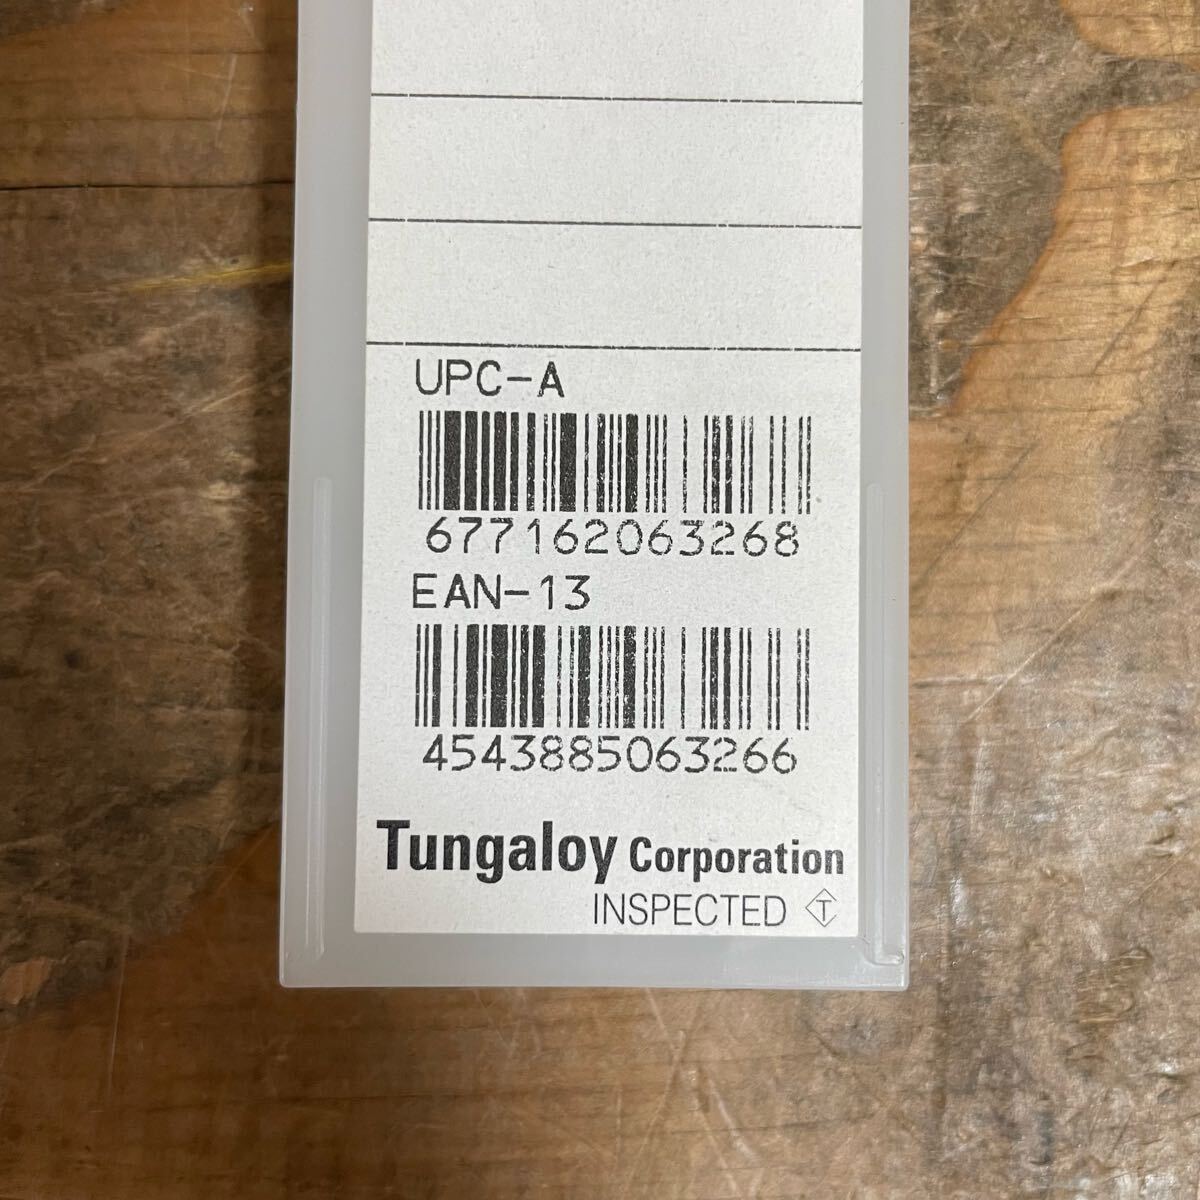 UPC-A
677162063268
EAN-13
4543885063266
Tungaloy Corporation
INSPECTED T